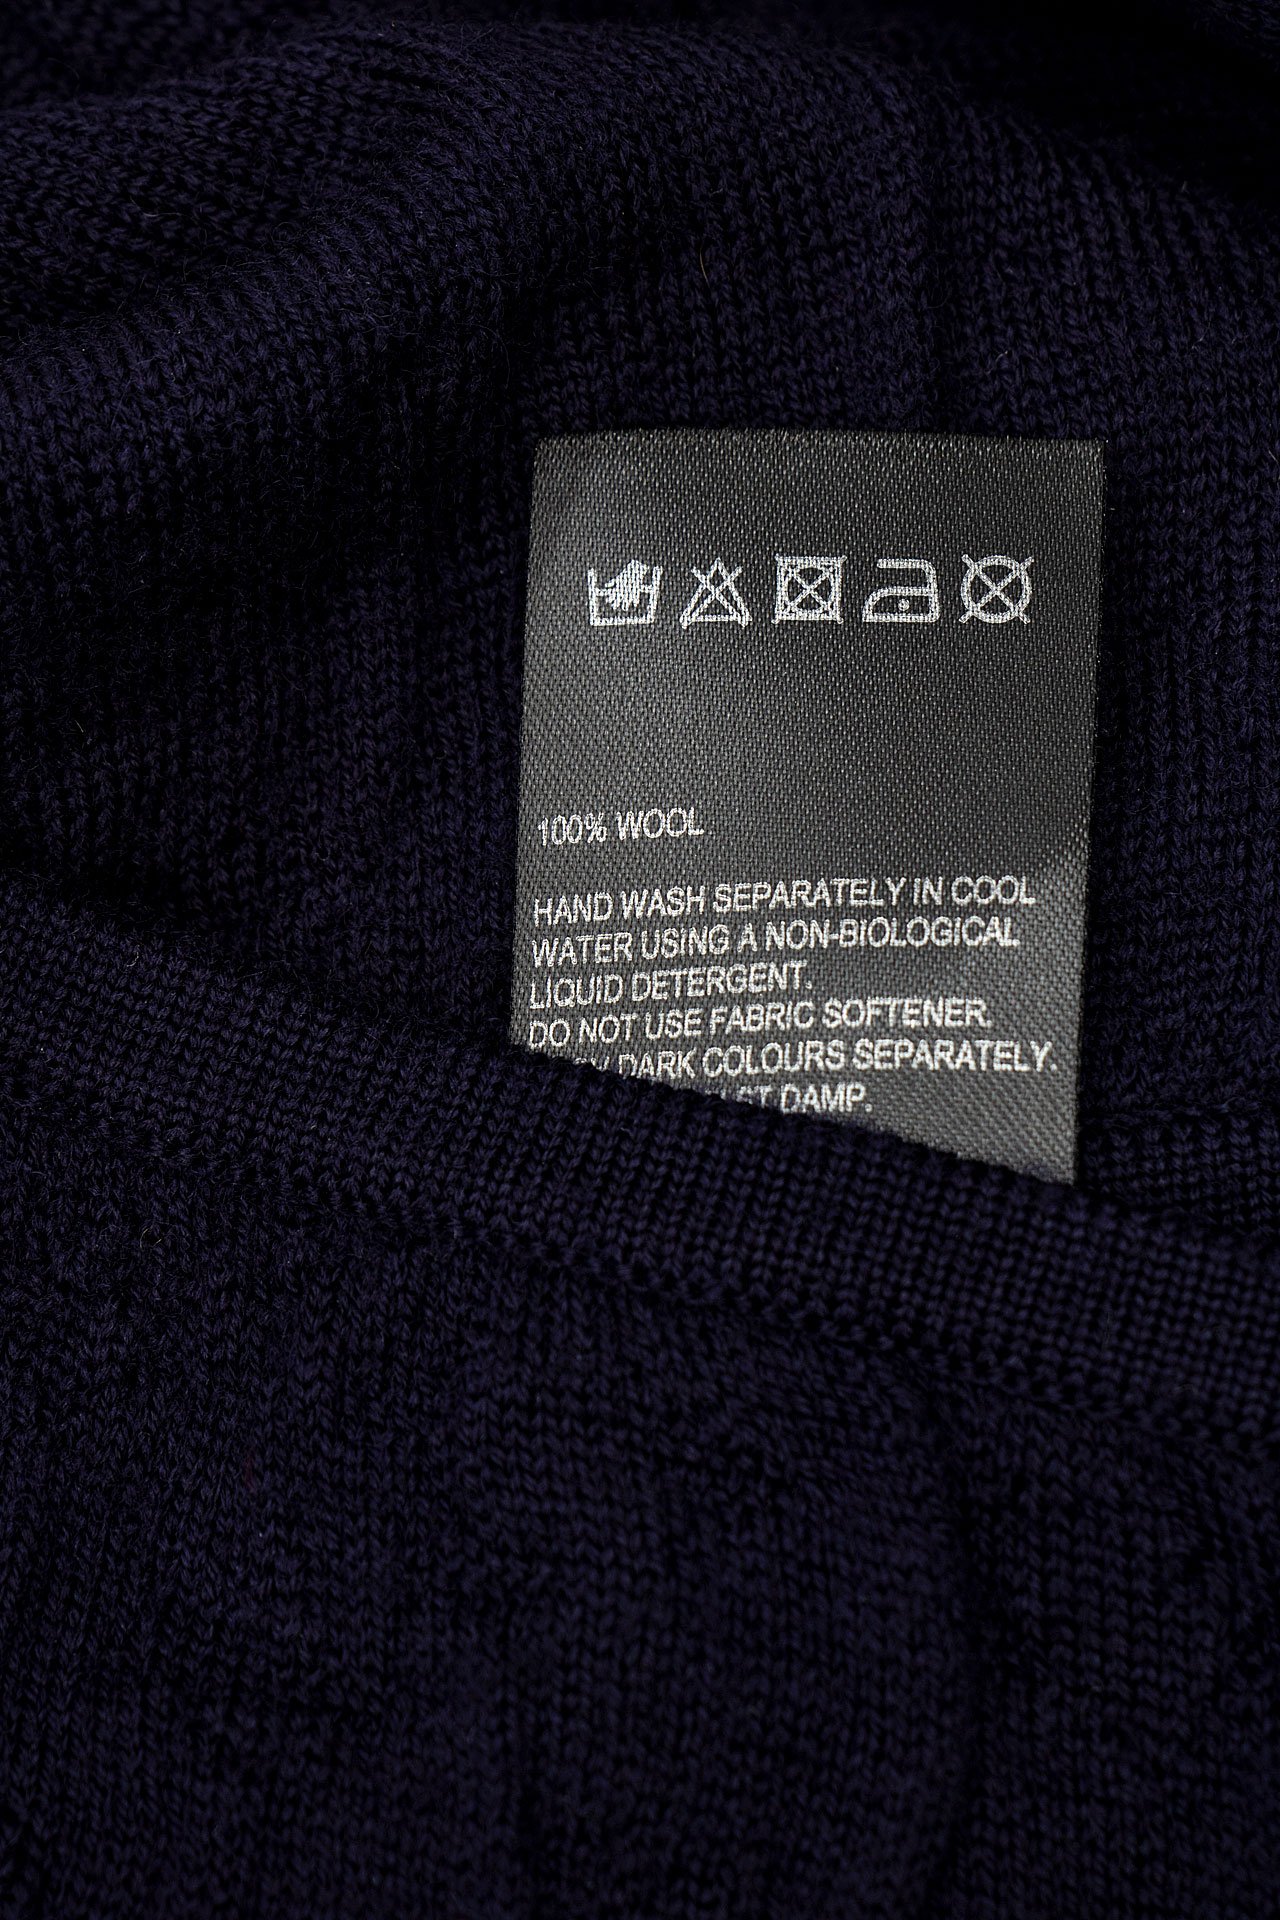 100% WOOL
HAND WASH SEPARATELY IN COOL
WATER USING A NON-BIOLOGICAL
LIQUID DETERGENT.
DO NOT USE FABRIC SOFTENER.
DARK COLOURS SEPARATELY.
DAMP.